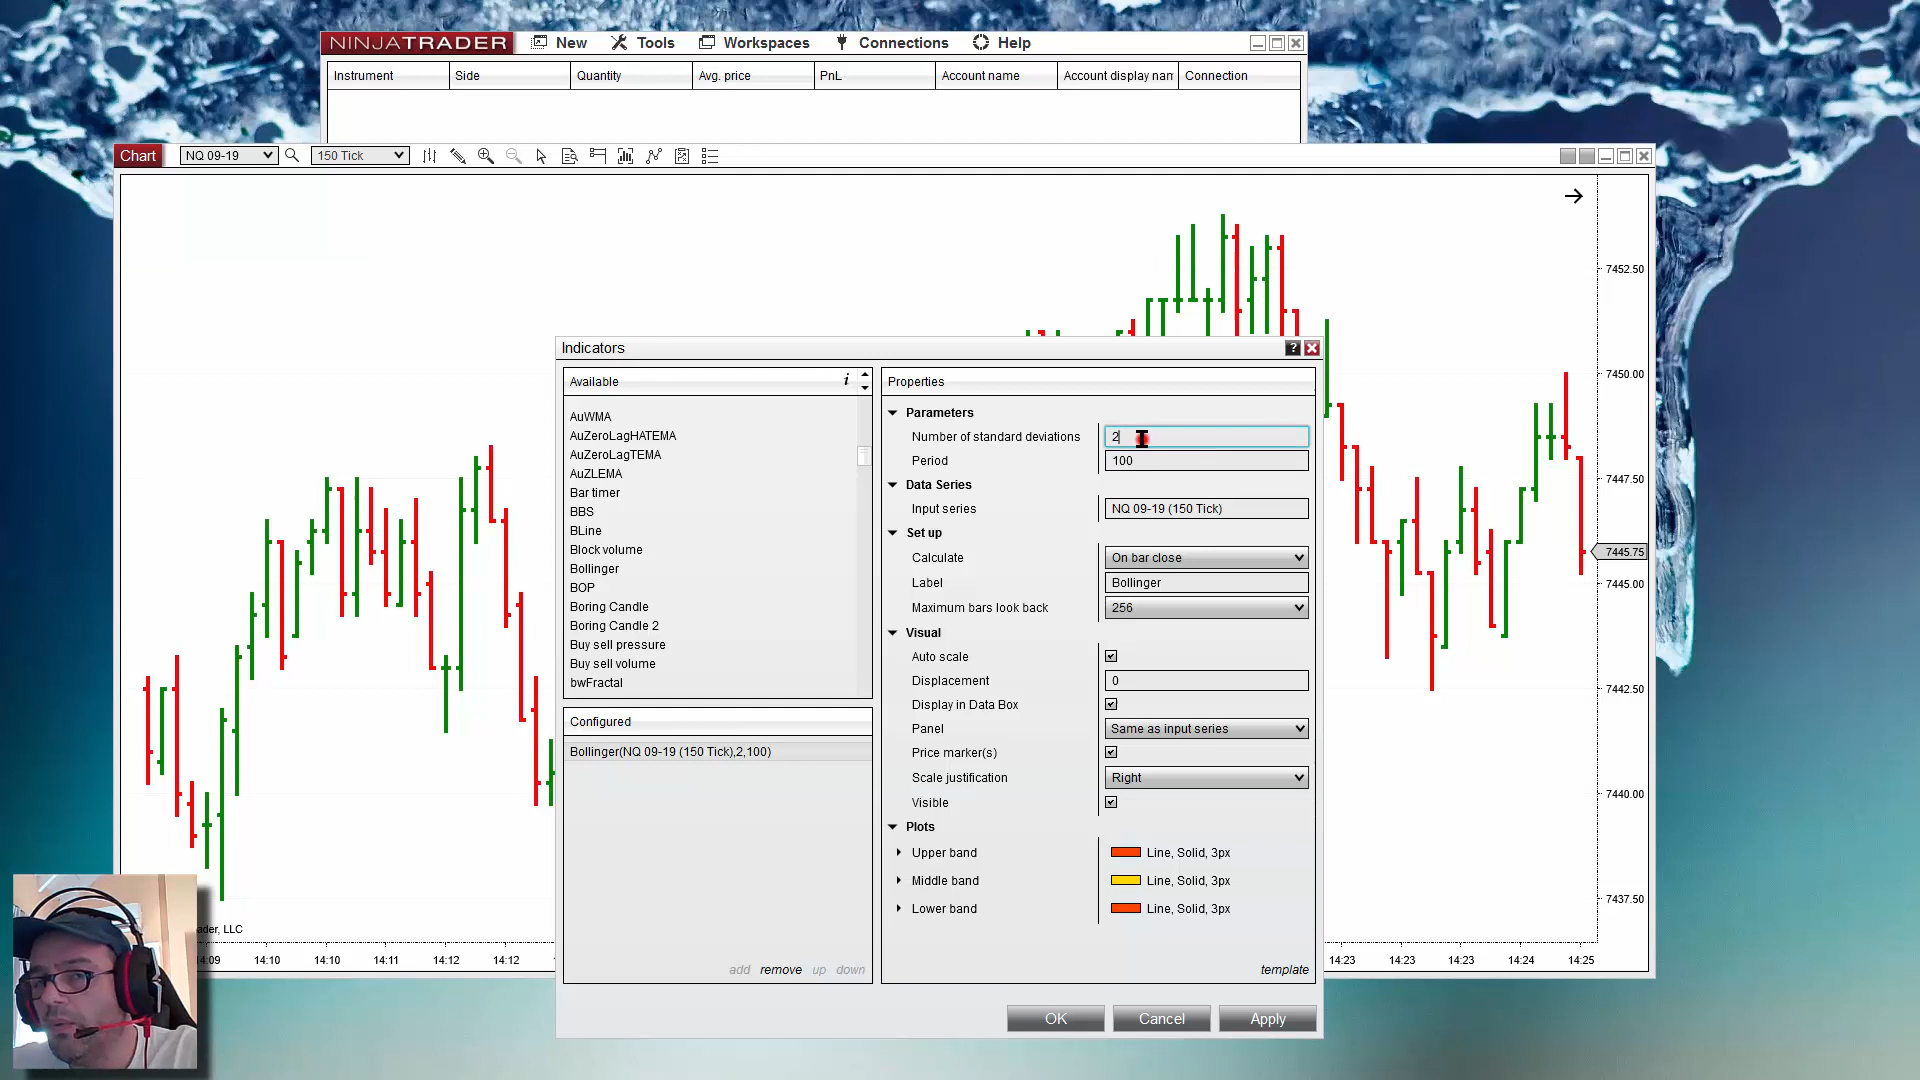 NINJATRADER New Tools Workspaces Connections Help
Instrument Side Quantity Avg. price PnL Account name Account display nam Connection
Chart NQ 09-19 150 Tick
7452.50
7450.00
7447.50
7445.75
7445.00
7442.50
7440.00
7437.50
Indicators ?
Available i
AuWMA
AuZeroLagHATEMA
AuZeroLagTEMA
AuZLEMA
Bar timer
BBS
BLine
Block volume
Bollinger
BOP
Boring Candle
Boring Candle 2
Buy sell pressure
Buy sell volume
bwFractal
Configured
Bollinger(NQ 09-19 (150 Tick),2,100)
add remove up down
Properties
Parameters
Number of standard deviations 2
Period 100
Data Series
Input series NQ 09-19 (150 Tick)
Set up
Calculate On bar close
Label Bollinger
Maximum bars look back 256
Visual
Auto scale
Displacement 0
Display in Data Box
Panel Same as input series
Price marker(s)
Scale justification Right
Visible
Plots
Upper band Line, Solid, 3px
Middle band Line, Solid, 3px
Lower band Line, Solid, 3px
template
OK Cancel Apply
ader, LLC
:09 14:10 14:10 14:11 14:12 14:12 14:23 14:23 14:23 14:24 14:25